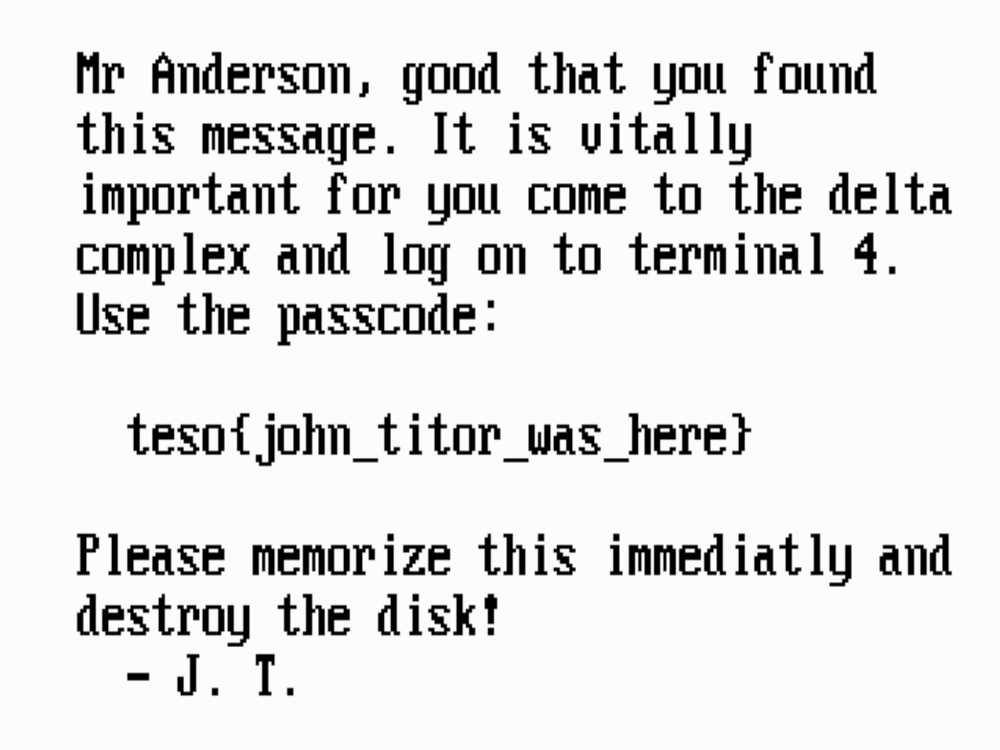 Mr Anderson, good that you found
this message. It is vitally
important for you come to the delta
complex and log on to terminal 4.
Use the passcode:
teso{john_titor_was_here}
Please memorize this immediatly and
destroy the disk!
- J. T.